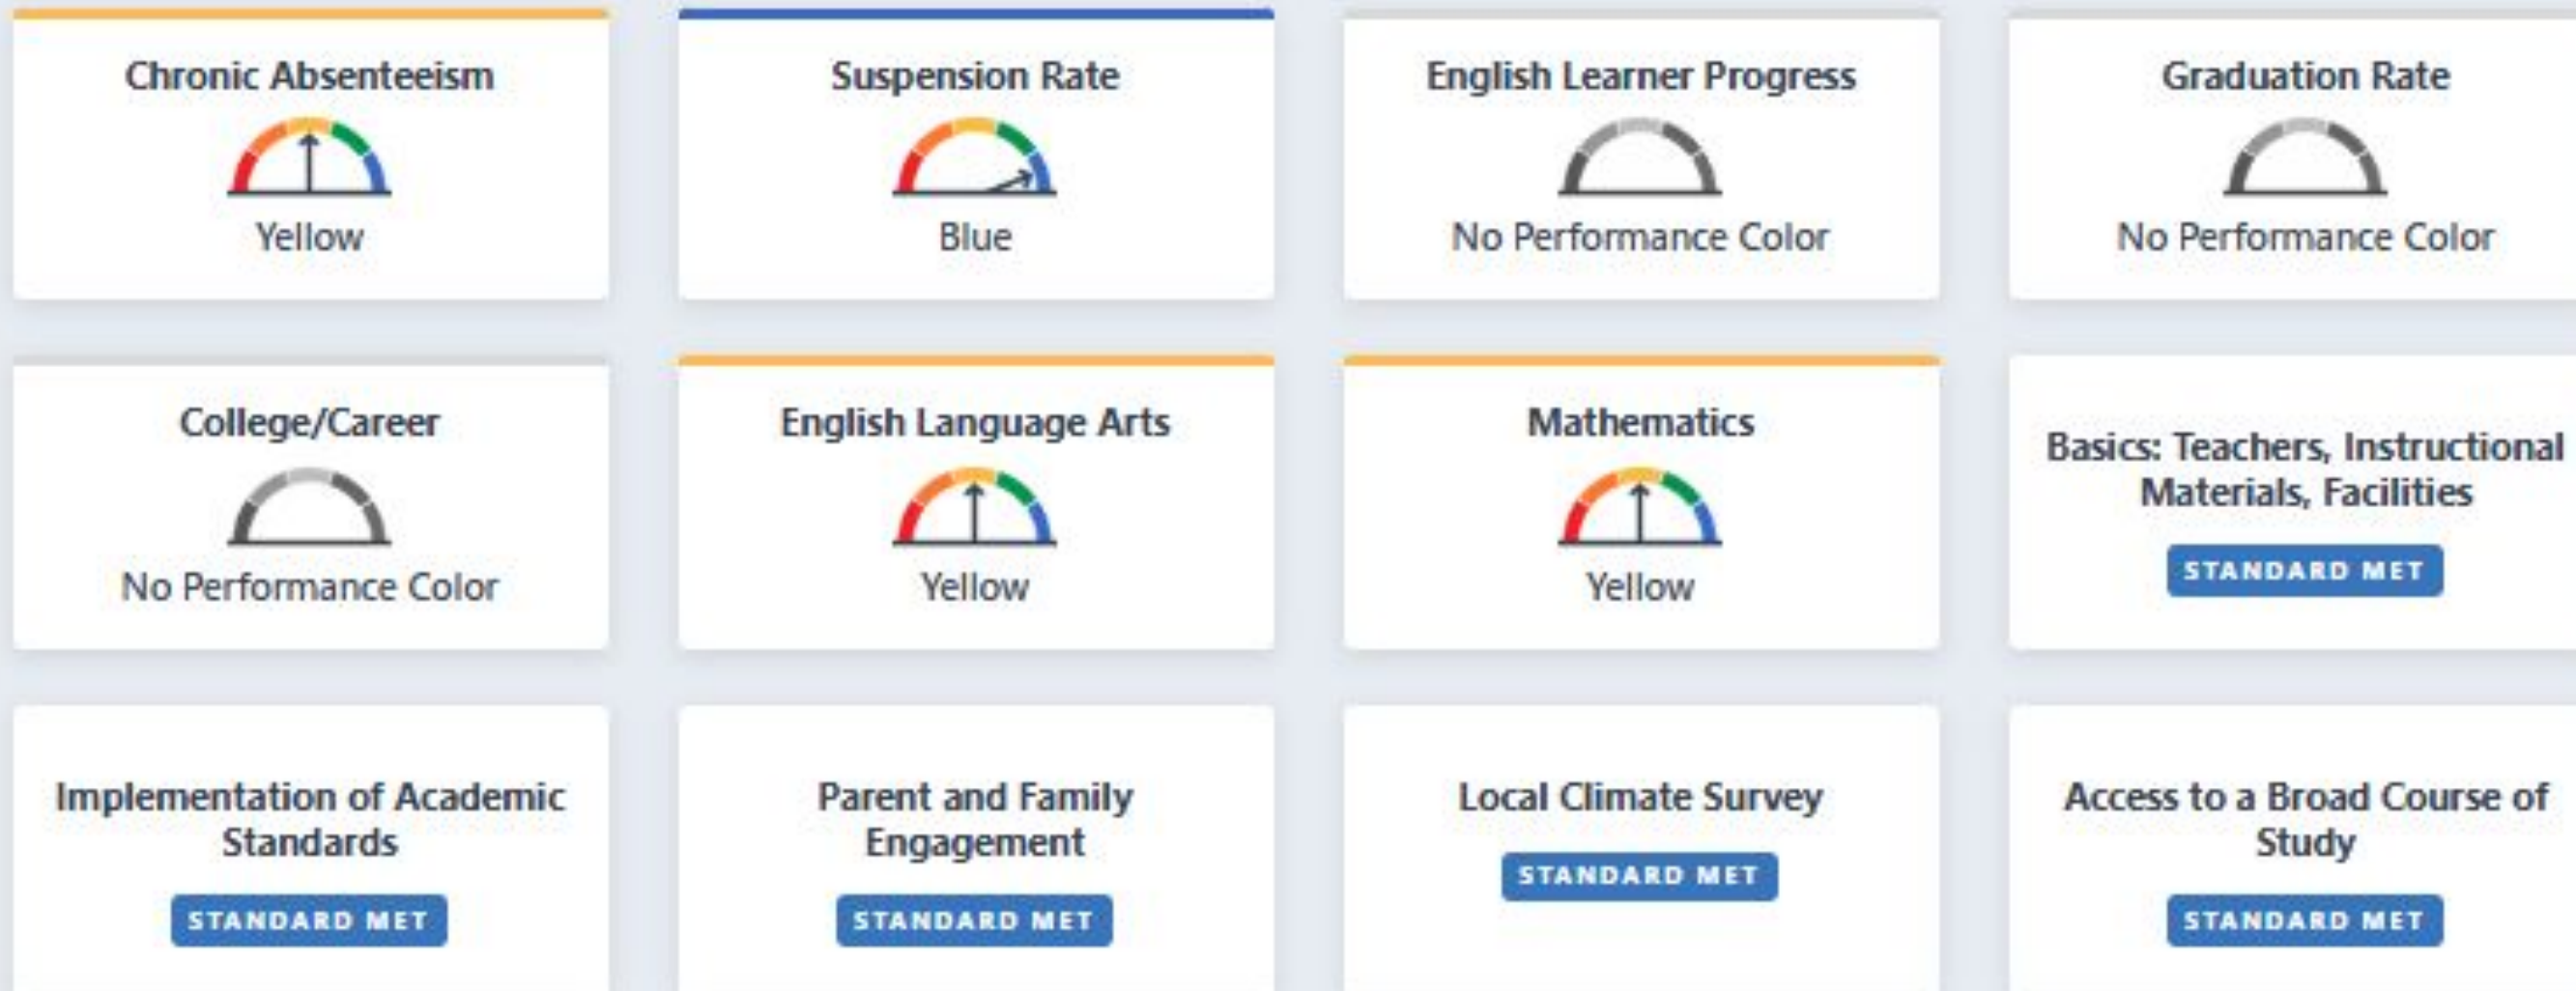 Chronic Absenteeism
Yellow
Suspension Rate
Blue
English Learner Progress
No Performance Color
Graduation Rate
No Performance Color
College/Career
No Performance Color
English Language Arts
Yellow
Mathematics
Yellow
Basics: Teachers, Instructional
Materials, Facilities
STANDARD MET
Implementation of Academic
Standards
STANDARD MET
Parent and Family
Engagement
STANDARD MET
Local Climate Survey
STANDARD MET
Access to a Broad Course of
Study
STANDARD MET